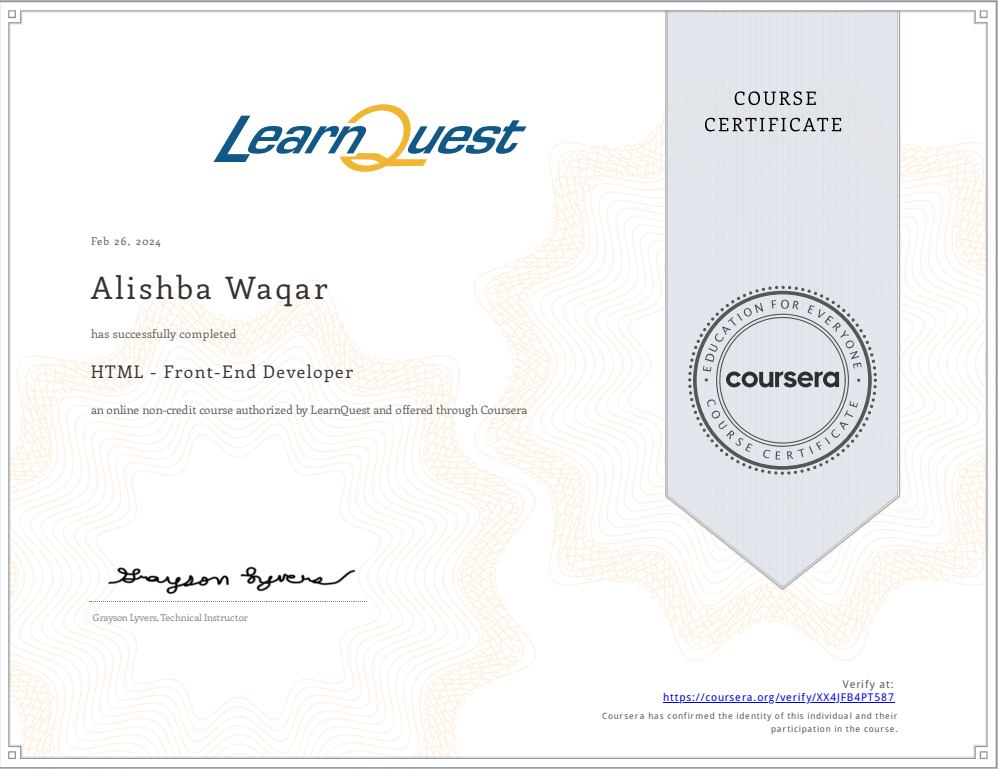 COURSE
CERTIFICATE
LearnQuest
Feb 26, 2024
Alishba Waqar
has successfully completed
HTML - Front-End Developer
an online non-credit course authorized by LearnQuest and offered through Coursera
EDUCATION FOR EVERYONE
coursera
COURSE CERTIFICATE
Grayson Lyvers
Grayson Lyvers, Technical Instructor
Verify at:
https://coursera.org/verify/XX4JFB4PT587
Coursera has confirmed the identity of this individual and their
participation in the course.